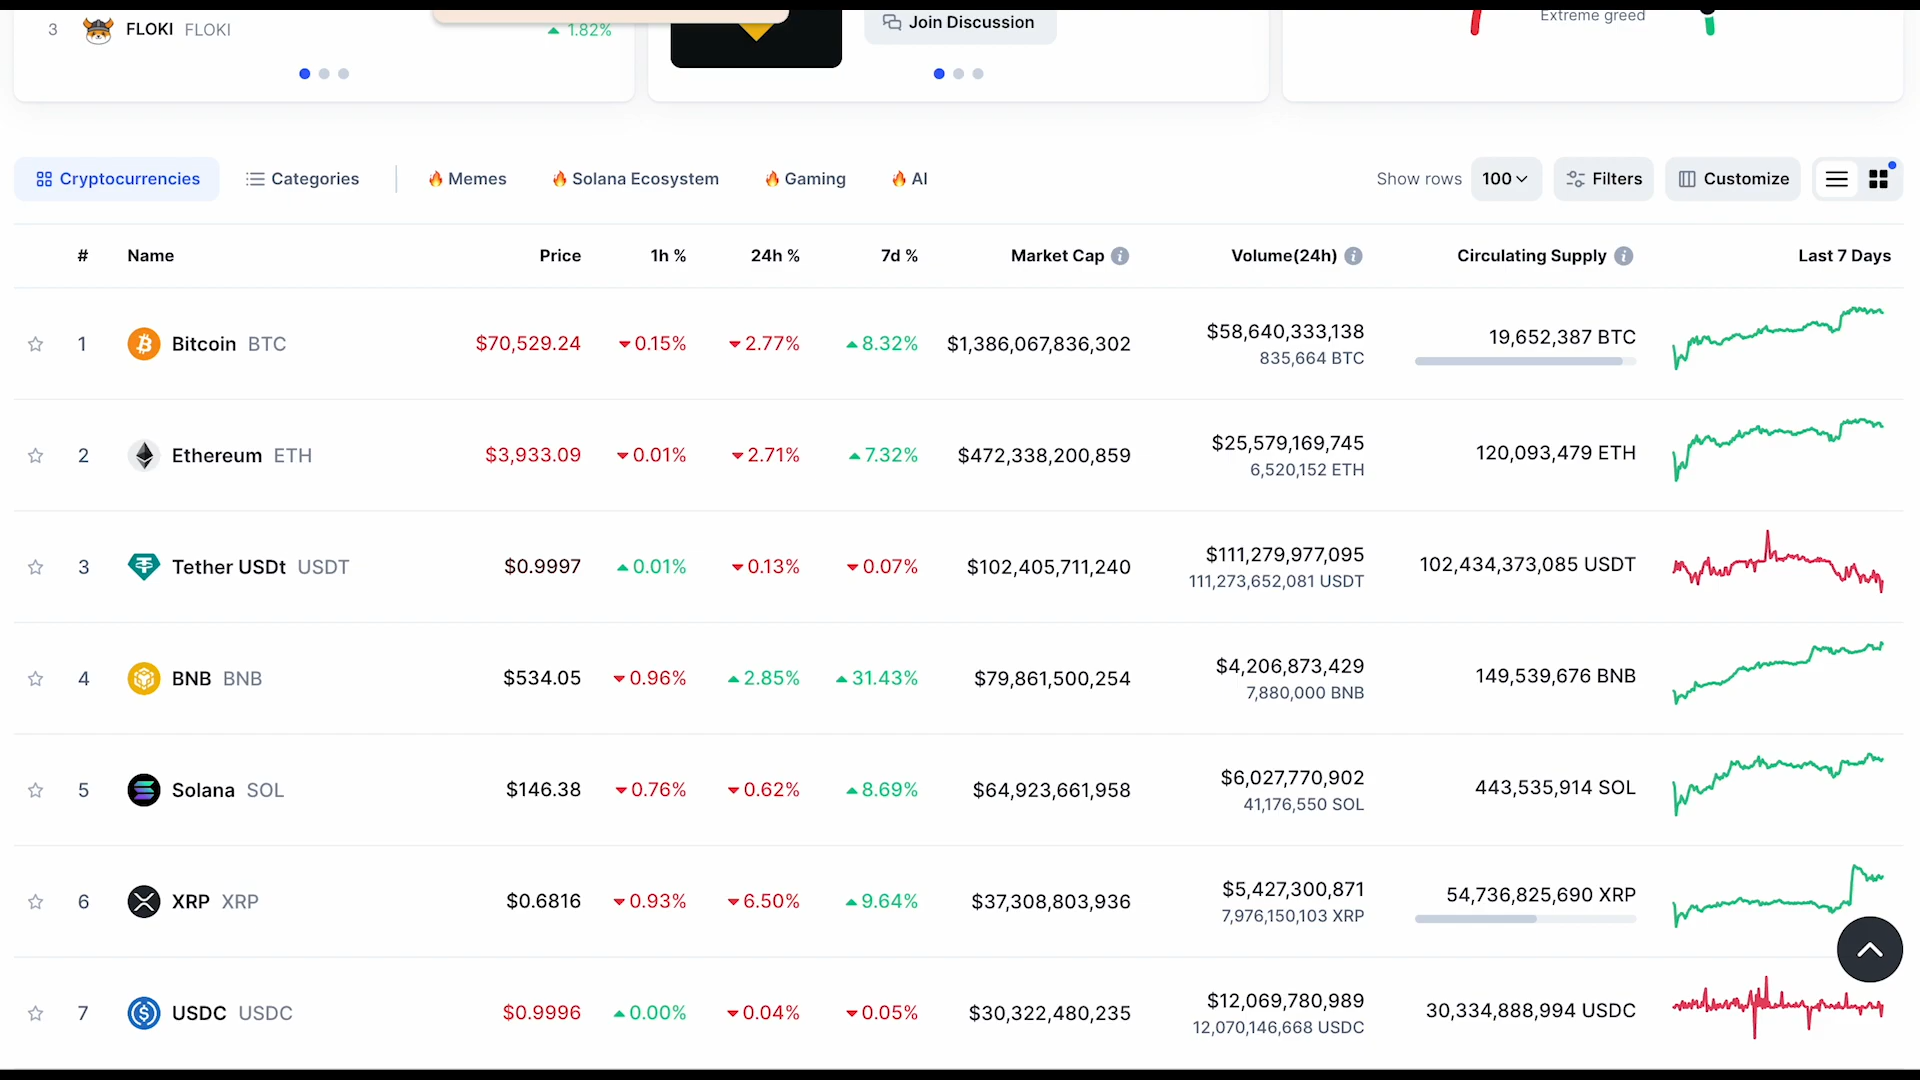 3 FLOKI FLOKI 1.82%
Join Discussion
Extreme greed
Cryptocurrencies Categories Memes Solana Ecosystem Gaming AI Show rows 100 Filters Customize
# Name Price 1h % 24h % 7d % Market Cap Volume(24h) Circulating Supply Last 7 Days
1 Bitcoin BTC $70,529.24 0.15% 2.77% 8.32% $1,386,067,836,302 $58,640,333,138 19,652,387 BTC
835,664 BTC
2 Ethereum ETH $3,933.09 0.01% 2.71% 7.32% $472,338,200,859 $25,579,169,745 120,093,479 ETH
6,520,152 ETH
3 Tether USDt USDT $0.9997 0.01% 0.13% 0.07% $102,405,711,240 $111,279,977,095 102,434,373,085 USDT
111,273,652,081 USDT
4 BNB BNB $534.05 0.96% 2.85% 31.43% $79,861,500,254 $4,206,873,429 149,539,676 BNB
7,880,000 BNB
5 Solana SOL $146.38 0.76% 0.62% 8.69% $64,923,661,958 $6,027,770,902 443,535,914 SOL
41,176,550 SOL
6 XRP XRP $0.6816 0.93% 6.50% 9.64% $37,308,803,936 $5,427,300,871 54,736,825,690 XRP
7,976,150,103 XRP
7 USDC USDC $0.9996 0.00% 0.04% 0.05% $30,322,480,235 $12,069,780,989 30,334,888,994 USDC
12,070,146,668 USDC